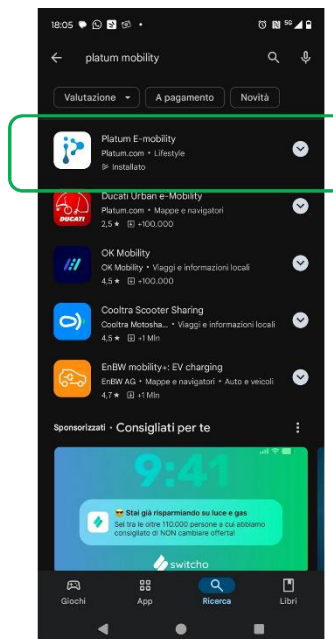 18:05
5G
platum mobility
Valutazione
A pagamento
Novità
Platum E-mobility
Platum.com • Lifestyle
Installato
DUCATI
Ducati Urban e-Mobility
Platum.com • Mappe e navigatori
2,5 ★ +100.000
OK Mobility
OK Mobility • Viaggi e informazioni locali
4,5 ★ +100.000
Cooltra Scooter Sharing
Cooltra Motosha... • Viaggi e informazioni locali
4,5 ★ +1 Mln
EnBW mobility+: EV charging
EnBW AG • Mappe e navigatori • Auto e veicoli
4,7 ★ +1 Mln
Sponsorizzati • Consigliati per te
9:41
Stai già risparmiando su luce e gas
Sei tra le oltre 110.000 persone a cui abbiamo
consigliato di NON cambiare offerta!
switcho
Giochi
App
Ricerca
Libri